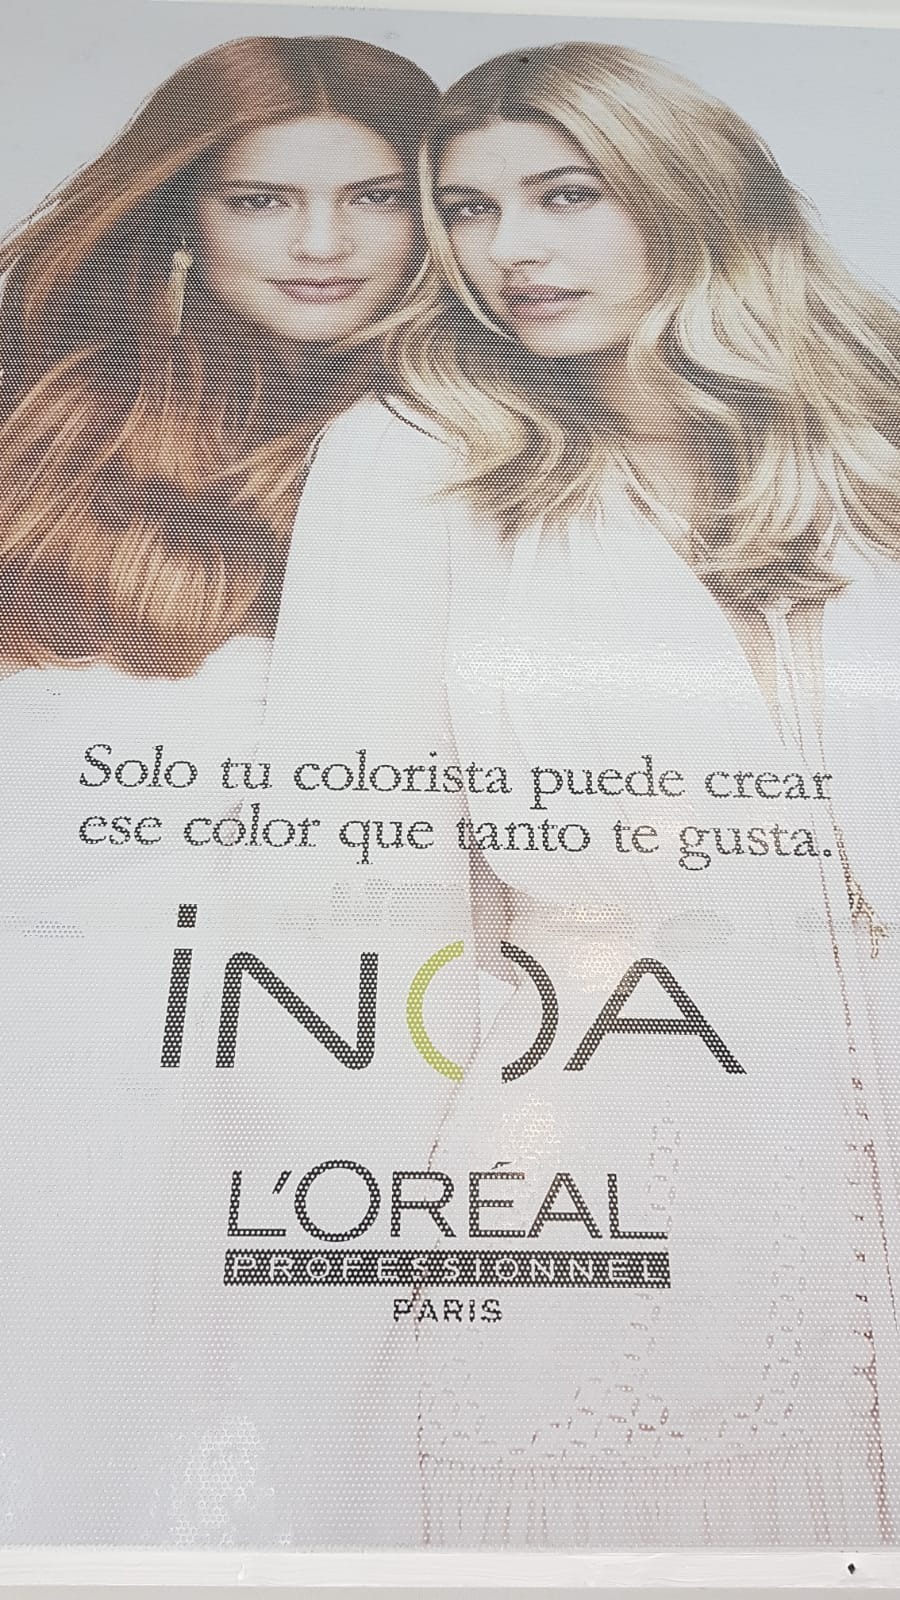 Solo tu colorista puede crear
ese color que tanto te gusta.
iNOA
L'ORÉAL
PROFESSIONNEL
PARIS